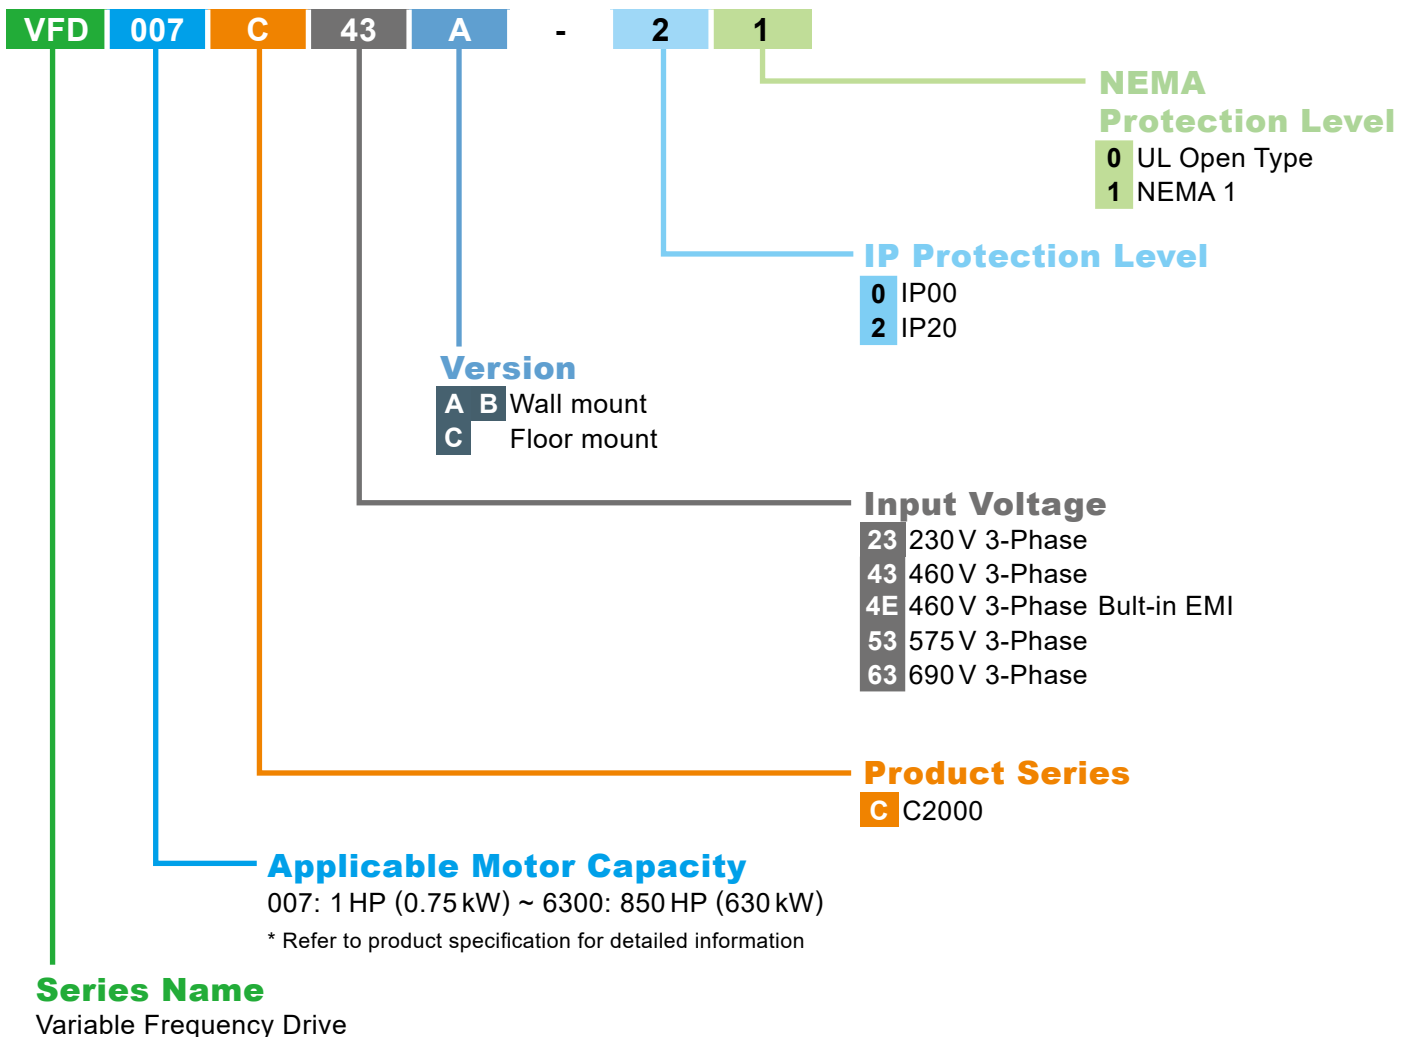 VFD 007 C 43 A - 2 1
NEMA
Protection Level
0 UL Open Type
1 NEMA 1
IP Protection Level
0 IP00
2 IP20
Version
A B Wall mount
C Floor mount
Input Voltage
23 230 V 3-Phase
43 460 V 3-Phase
4E 460 V 3-Phase Bult-in EMI
53 575 V 3-Phase
63 690 V 3-Phase
Product Series
C C2000
Applicable Motor Capacity
007: 1 HP (0.75 kW) ~ 6300: 850 HP (630 kW)
* Refer to product specification for detailed information
Series Name
Variable Frequency Drive